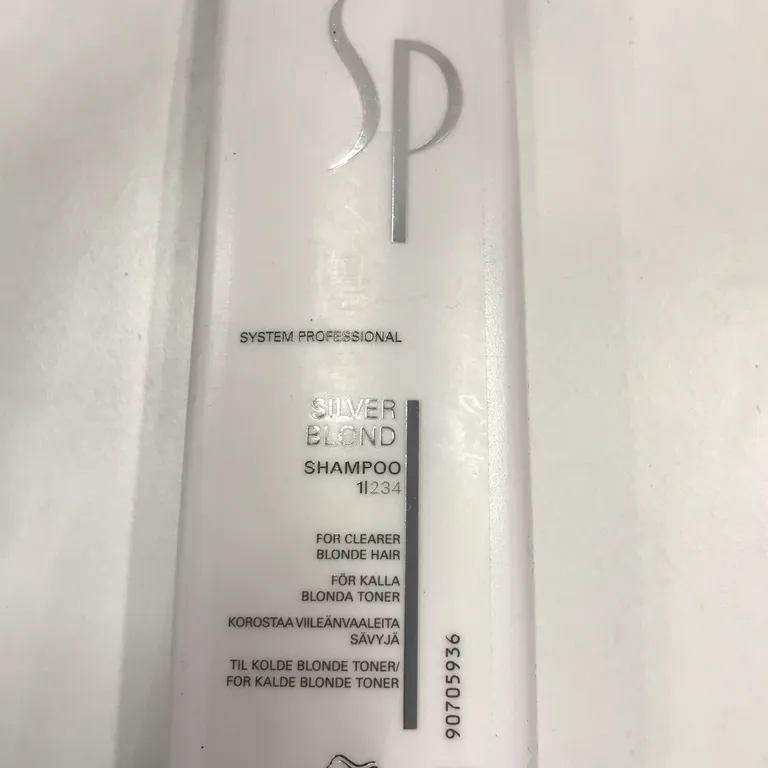 SP
SYSTEM PROFESSIONAL
SILVER
BLOND
SHAMPOO
1|234
FOR CLEARER
BLONDE HAIR
FÖR KALLA
BLONDA TONER
KOROSTAA VIILEÄNVAALEITA
SÄVYJÄ
TIL KOLDE BLONDE TONER/
FOR KALDE BLONDE TONER
90705936